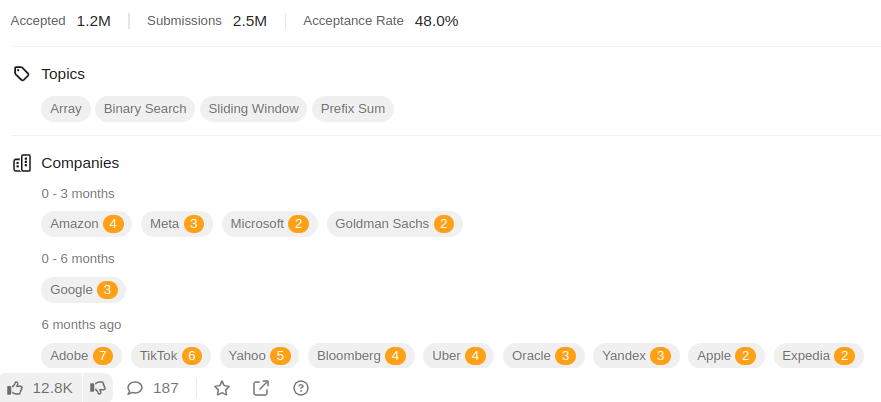 Accepted 1.2M Submissions 2.5M Acceptance Rate 48.0%
Topics
Array Binary Search Sliding Window Prefix Sum
Companies
0 - 3 months
Amazon 4 Meta 3 Microsoft 2 Goldman Sachs 2
0 - 6 months
Google 3
6 months ago
Adobe 7 TikTok 6 Yahoo 5 Bloomberg 4 Uber 4 Oracle 3 Yandex 3 Apple 2 Expedia 2
12.8K 187